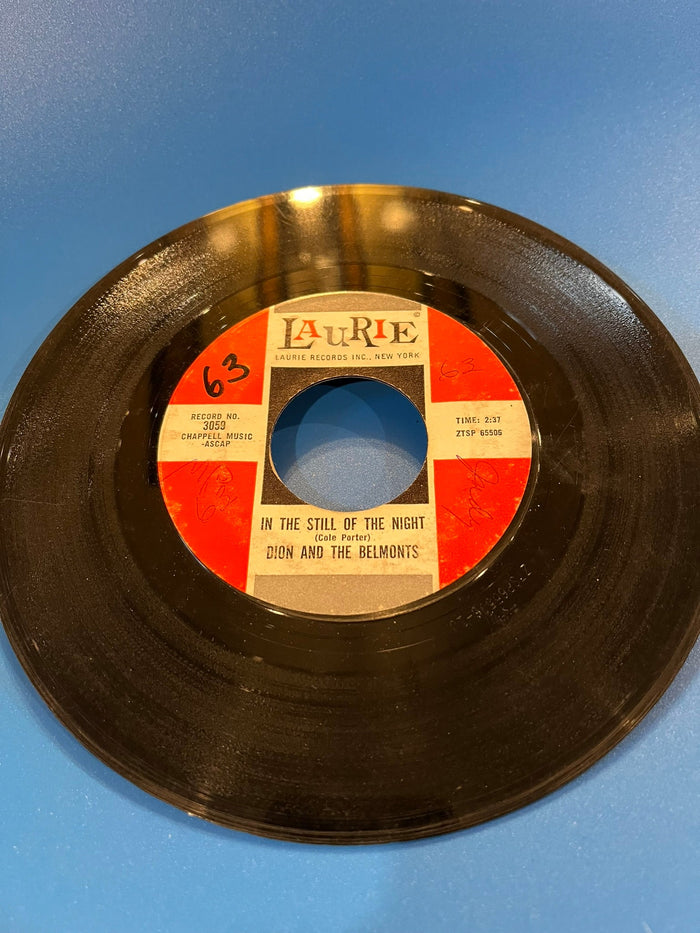 LAURIE ©
LAURIE RECORDS INC., NEW YORK
63
63
RECORD NO.
3059
CHAPPELL MUSIC
-ASCAP
TIME: 2:37
ZTSP 65506
Judy
IN THE STILL OF THE NIGHT
(Cole Porter)
DION AND THE BELMONTS